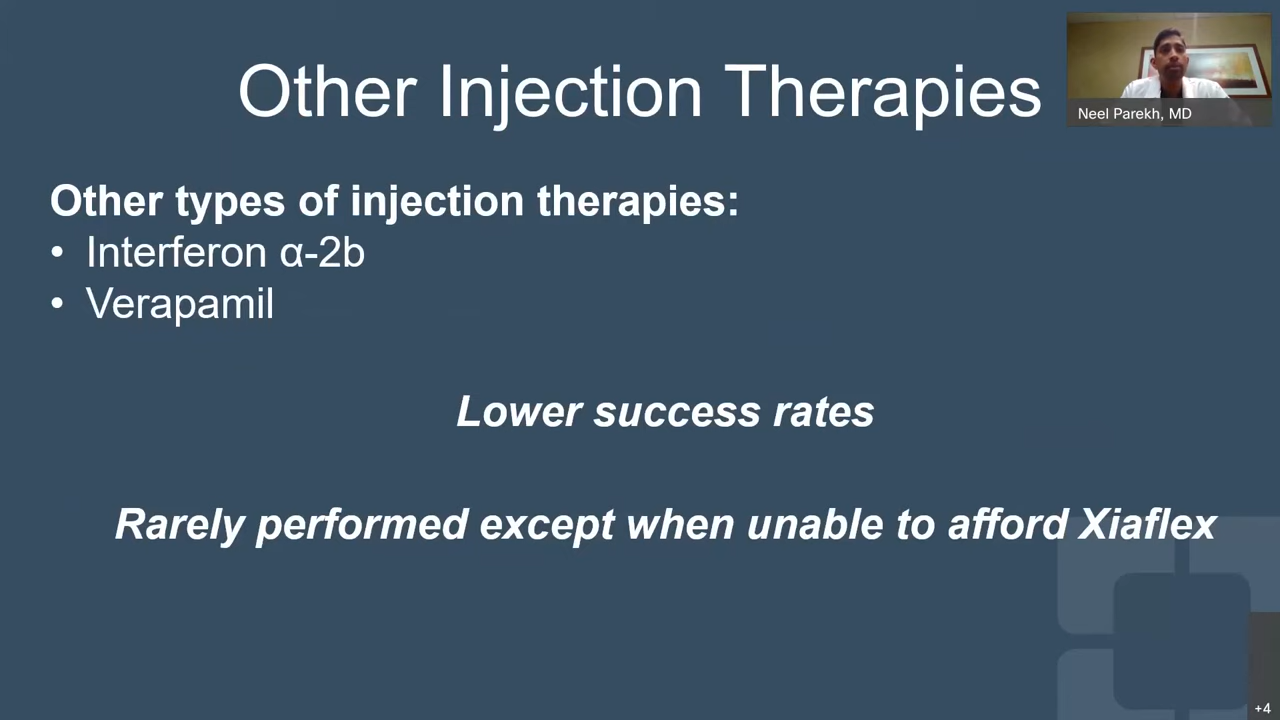 Other Injection Therapies
Neel Parekh, MD
Other types of injection therapies:
• Interferon α-2b
• Verapamil
Lower success rates
Rarely performed except when unable to afford Xiaflex
+4